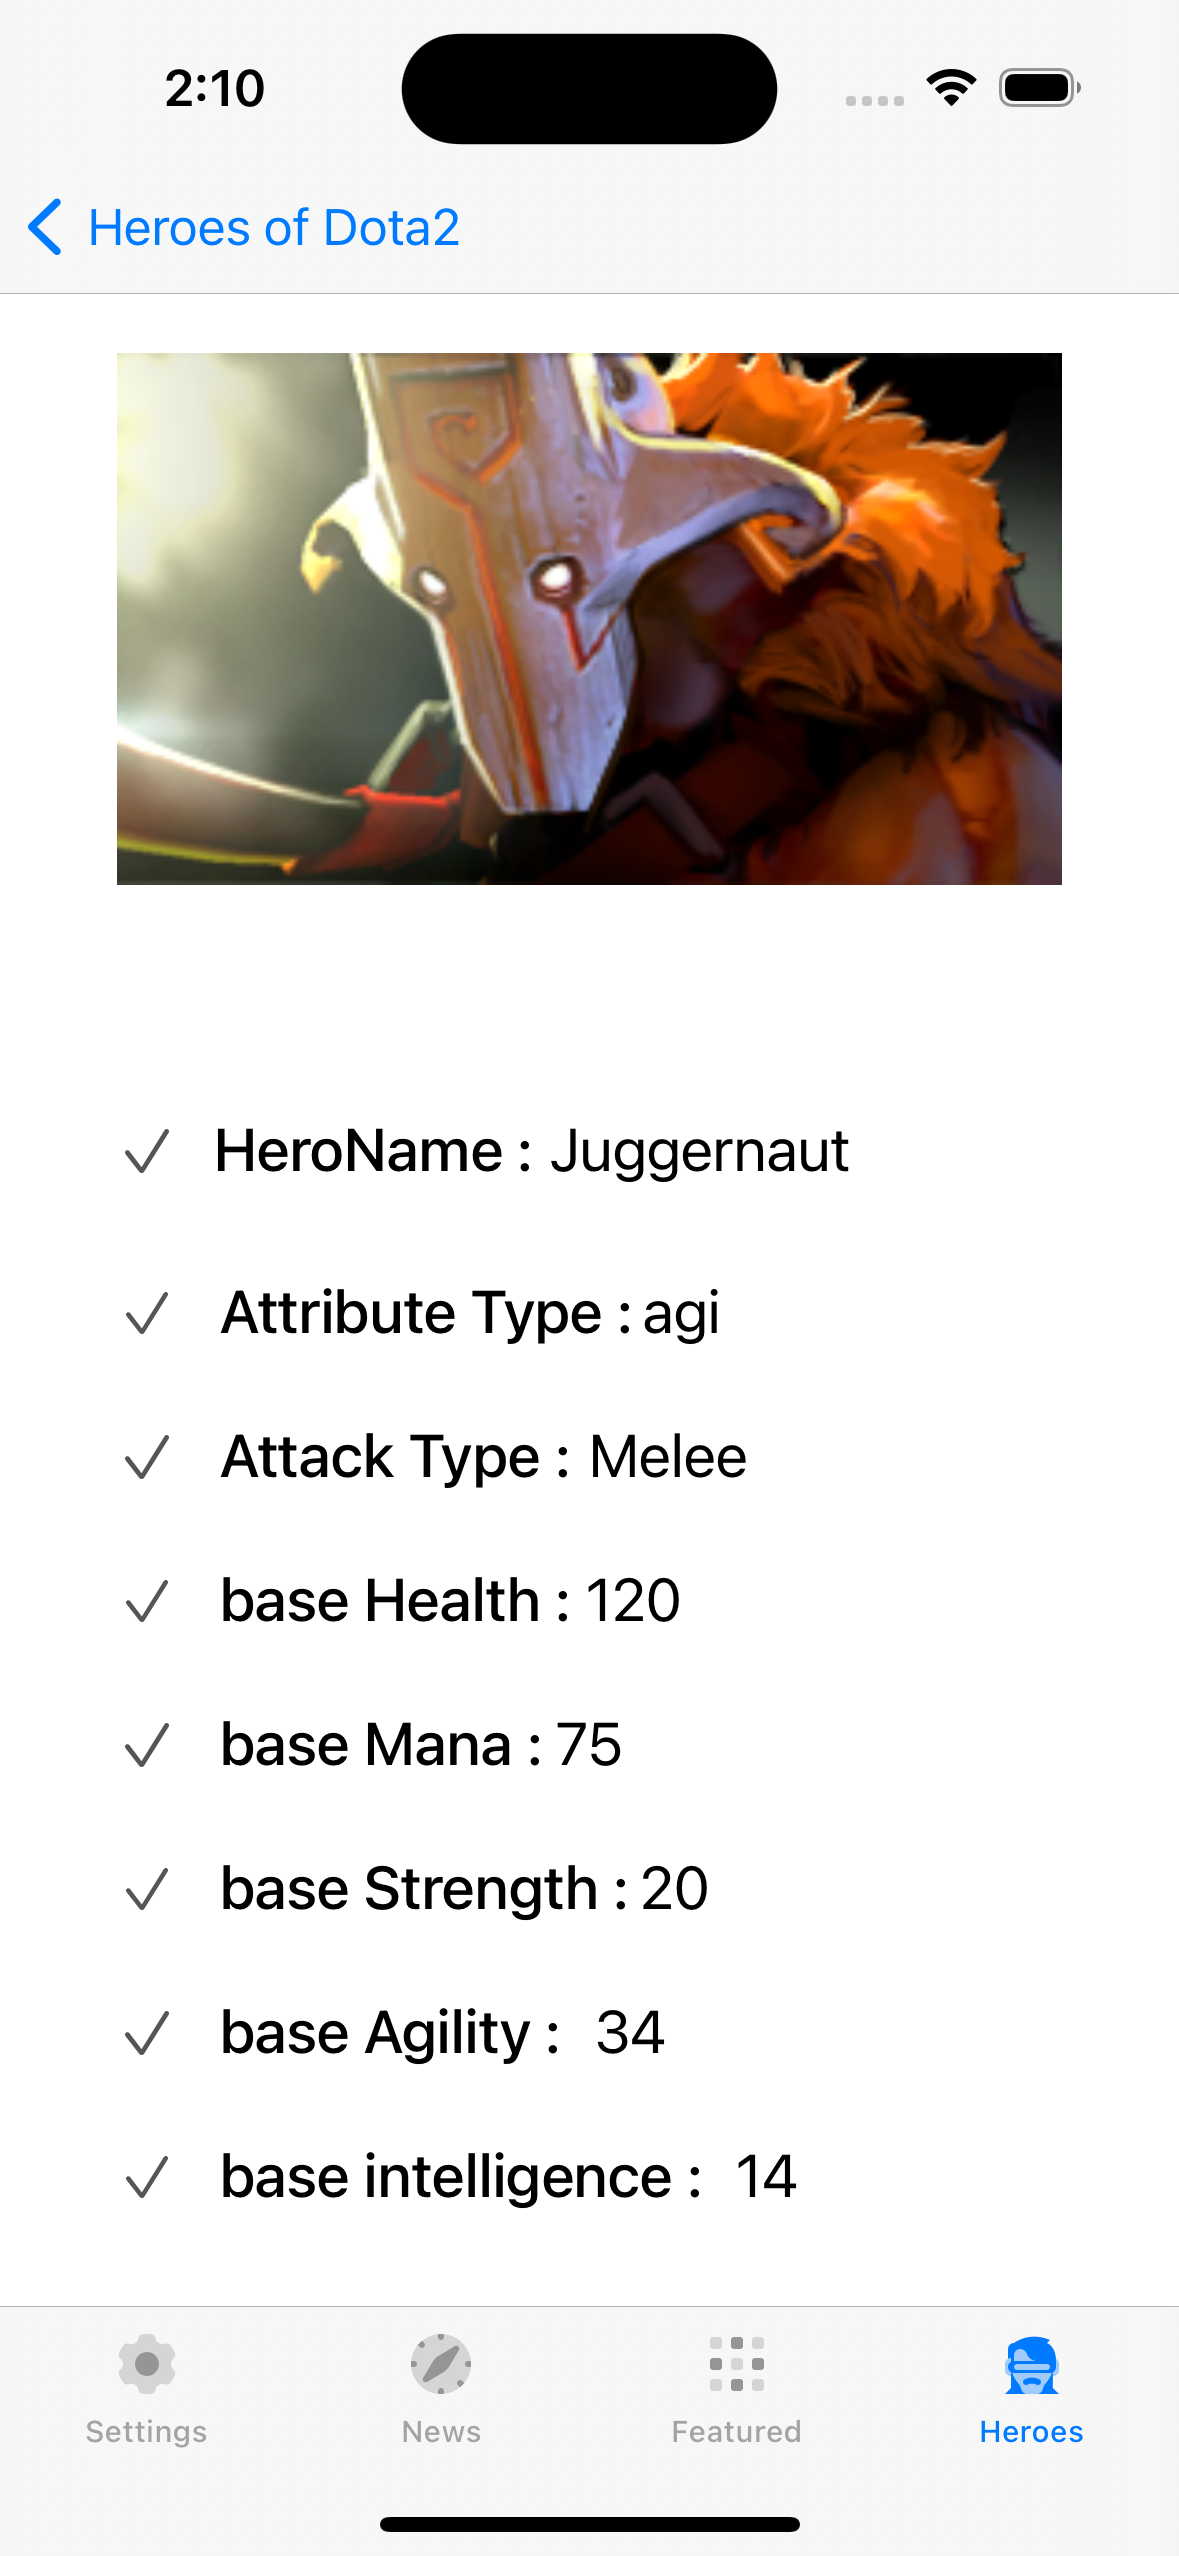 2:10
Heroes of Dota2
HeroName : Juggernaut
Attribute Type : agi
Attack Type : Melee
base Health : 120
base Mana : 75
base Strength : 20
base Agility : 34
base intelligence : 14
Settings News Featured Heroes